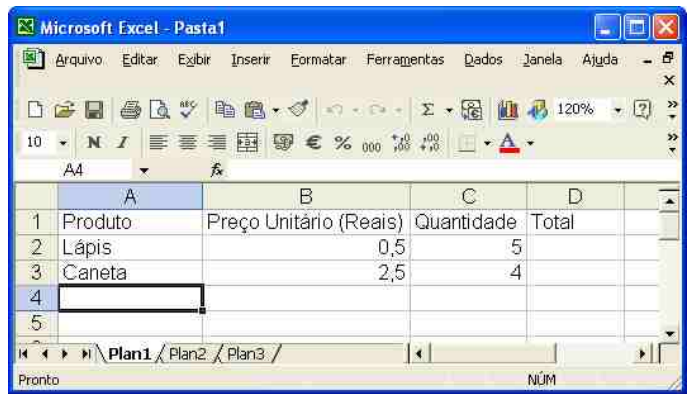 Microsoft Excel - Pasta1
Arquivo Editar Exibir Inserir Formatar Ferramentas Dados Janela Ajuda
120%
10 N I € % 000
A4 fx
A B C D
1 Produto Preço Unitário (Reais) Quantidade Total
2 Lápis 0,5 5
3 Caneta 2,5 4
4
5
Plan1 Plan2 Plan3
Pronto NÚM